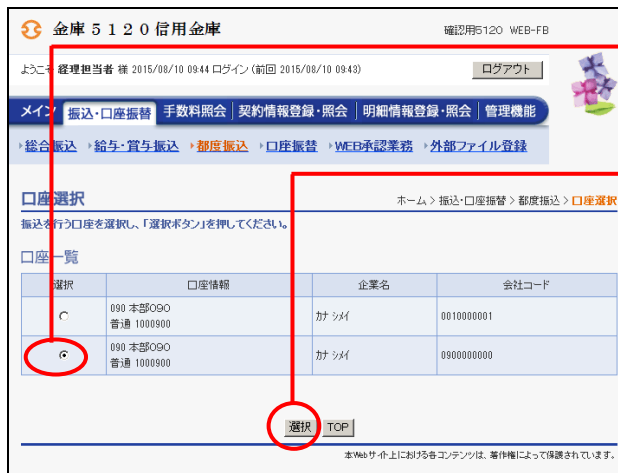 金庫5120信用金庫
確認用5120 WEB-FB
ようこそ 経理担当者 様 2015/08/10 09:44 ログイン (前回 2015/08/10 09:43)
ログアウト
メイン 振込・口座振替 手数料照会 契約情報登録・照会 明細情報登録・照会 管理機能
総合振込 給与・賞与振込 都度振込 口座振替 WEB承認業務 外部ファイル登録
口座選択
ホーム > 振込・口座振替 > 都度振込 > 口座選択
振込を行う口座を選択し、「選択ボタン」を押してください。
口座一覧
選択 口座情報 企業名 会社コード
090 本部090
普通 1000900
カナ シメイ 0010000001
090 本部090
普通 1000900
カナ シメイ 0900000000
選択 TOP
本Webサイト上における各コンテンツは、著作権によって保護されています。